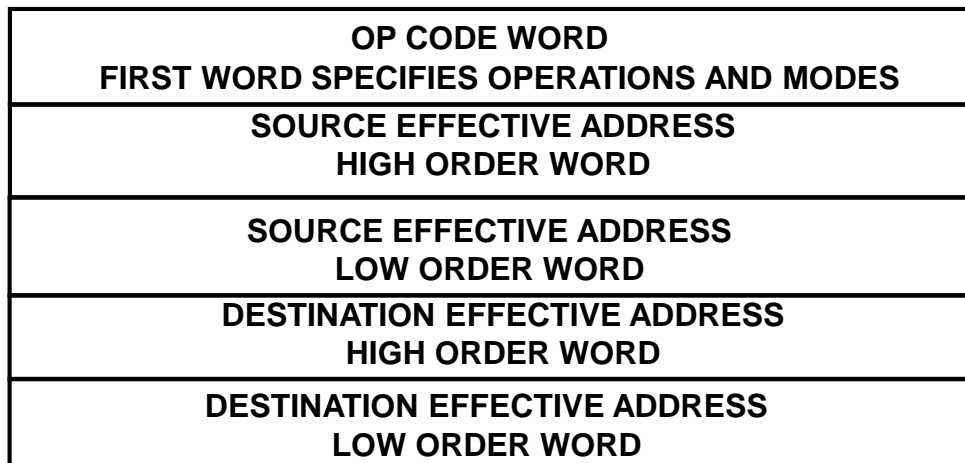 OP CODE WORD
FIRST WORD SPECIFIES OPERATIONS AND MODES
SOURCE EFFECTIVE ADDRESS
HIGH ORDER WORD
SOURCE EFFECTIVE ADDRESS
LOW ORDER WORD
DESTINATION EFFECTIVE ADDRESS
HIGH ORDER WORD
DESTINATION EFFECTIVE ADDRESS
LOW ORDER WORD